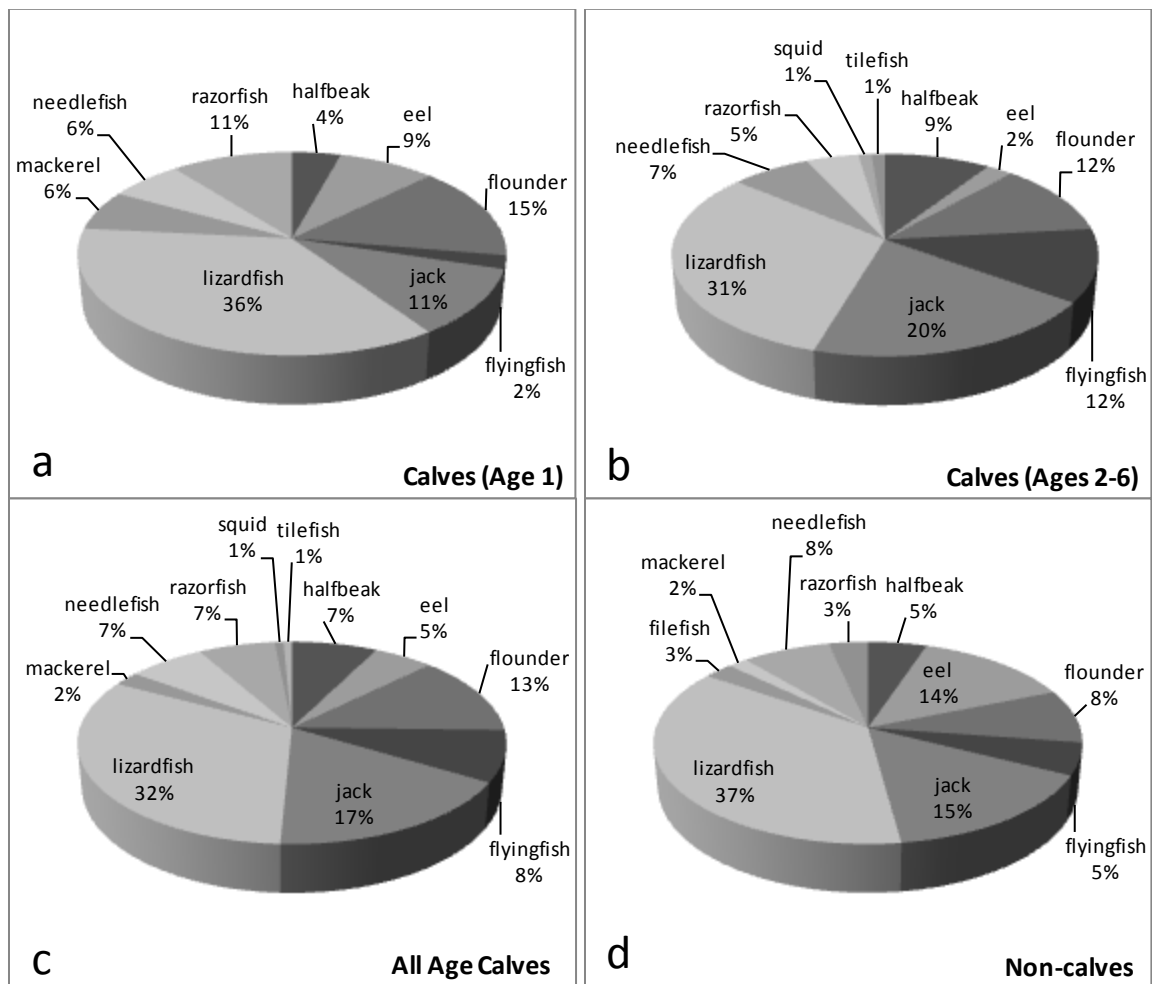 halfbeak
4%
eel
9%
flounder
15%
flyingfish
2%
jack
11%
lizardfish
36%
mackerel
6%
needlefish
6%
razorfish
11%
a
Calves (Age 1)
squid
1%
tilefish
1%
halfbeak
9%
eel
2%
flounder
12%
flyingfish
12%
jack
20%
lizardfish
31%
needlefish
7%
razorfish
5%
b
Calves (Ages 2-6)
squid
1%
tilefish
1%
halfbeak
7%
eel
5%
flounder
13%
flyingfish
8%
jack
17%
lizardfish
32%
mackerel
2%
needlefish
7%
razorfish
7%
c
All Age Calves
needlefish
8%
razorfish
3%
halfbeak
5%
eel
14%
flounder
8%
flyingfish
5%
jack
15%
lizardfish
37%
filefish
3%
mackerel
2%
d
Non-calves